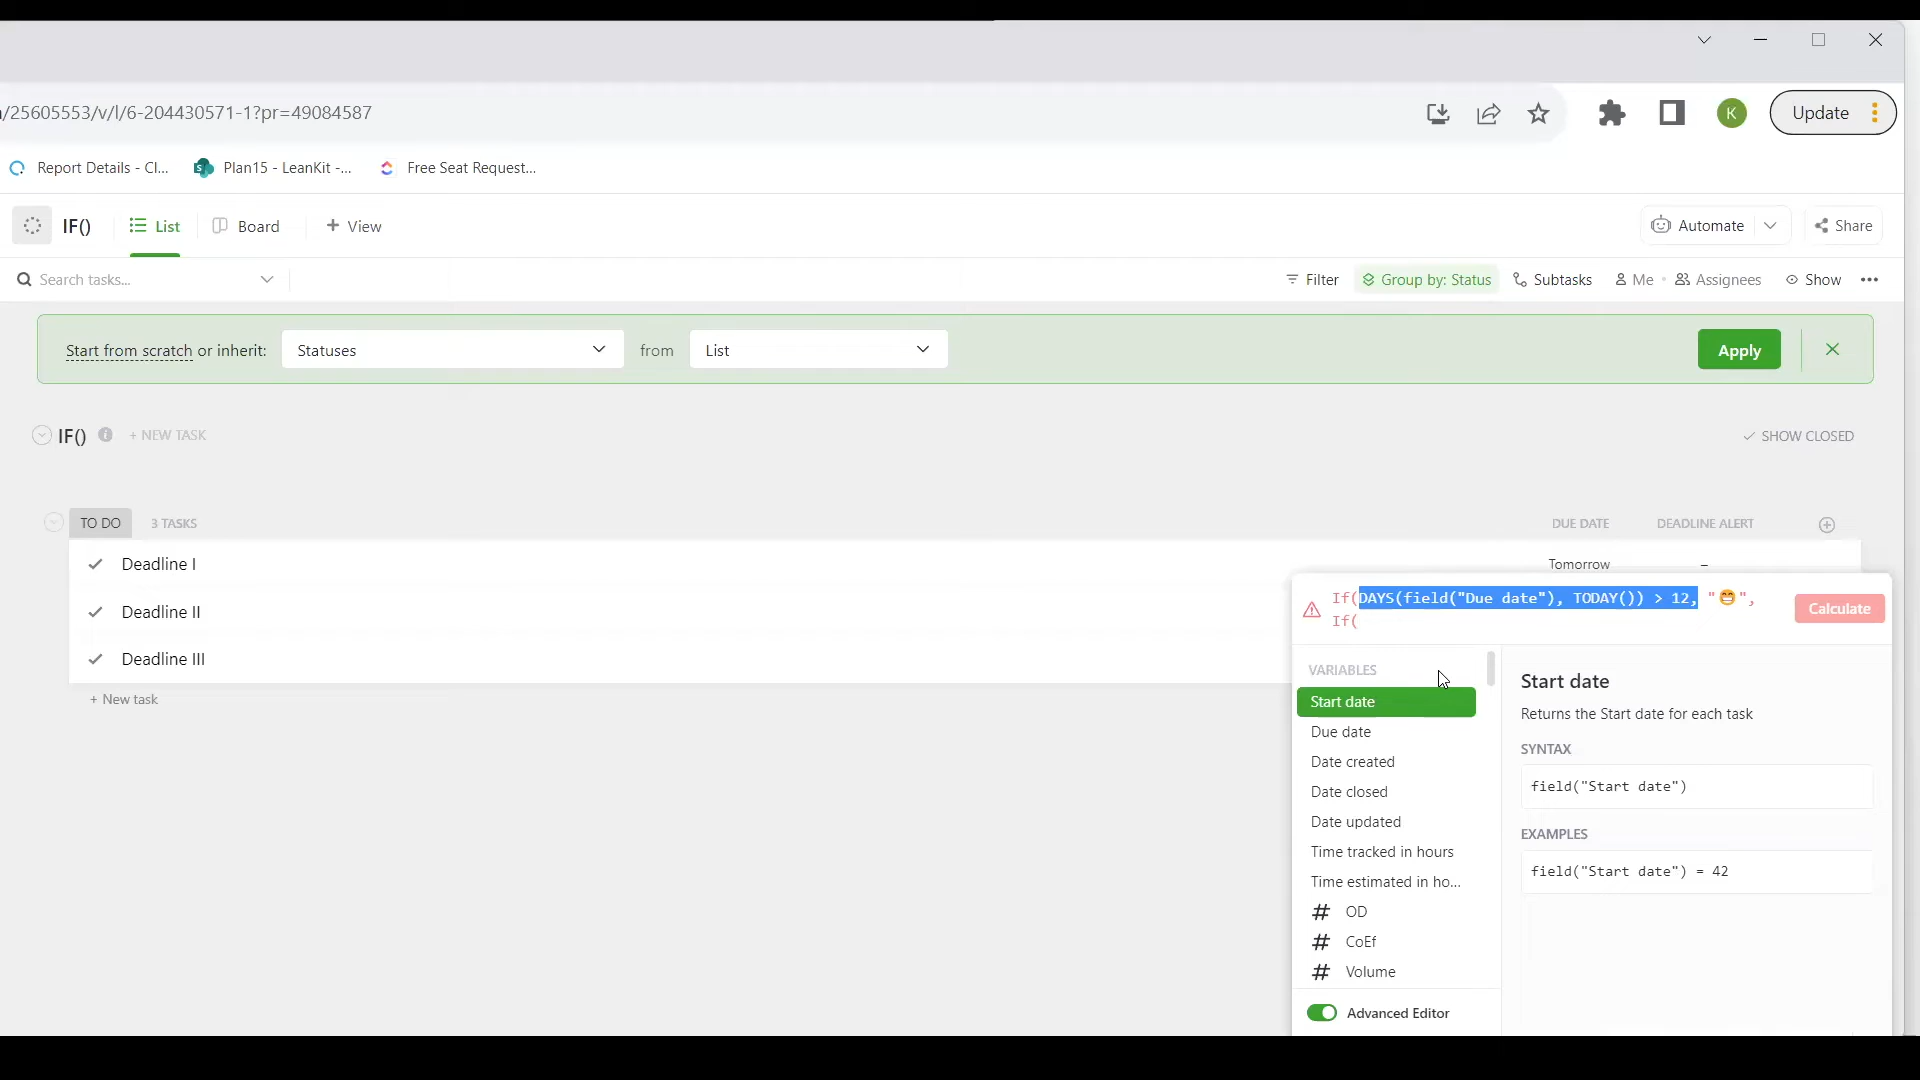 /25605553/v/l/6-204430571-1?pr=49084587
K
Update
Report Details - Cl...
Plan15 - LeanKit -...
Free Seat Request...
IF()
List
Board
+ View
Automate
Share
Search tasks...
Filter
Group by: Status
Subtasks
Me
Assignees
Show
Start from scratch or inherit:
Statuses
from
List
Apply
IF()
+ NEW TASK
SHOW CLOSED
TO DO
3 TASKS
DUE DATE
DEADLINE ALERT
Deadline I
Tomorrow
–
Deadline II
Deadline III
+ New task
If(DAYS(field("Due date"), TODAY()) > 12, "😁",
If(
Calculate
VARIABLES
Start date
Due date
Date created
Date closed
Date updated
Time tracked in hours
Time estimated in ho...
# OD
# CoEf
# Volume
Advanced Editor
Start date
Returns the Start date for each task
SYNTAX
field("Start date")
EXAMPLES
field("Start date") = 42